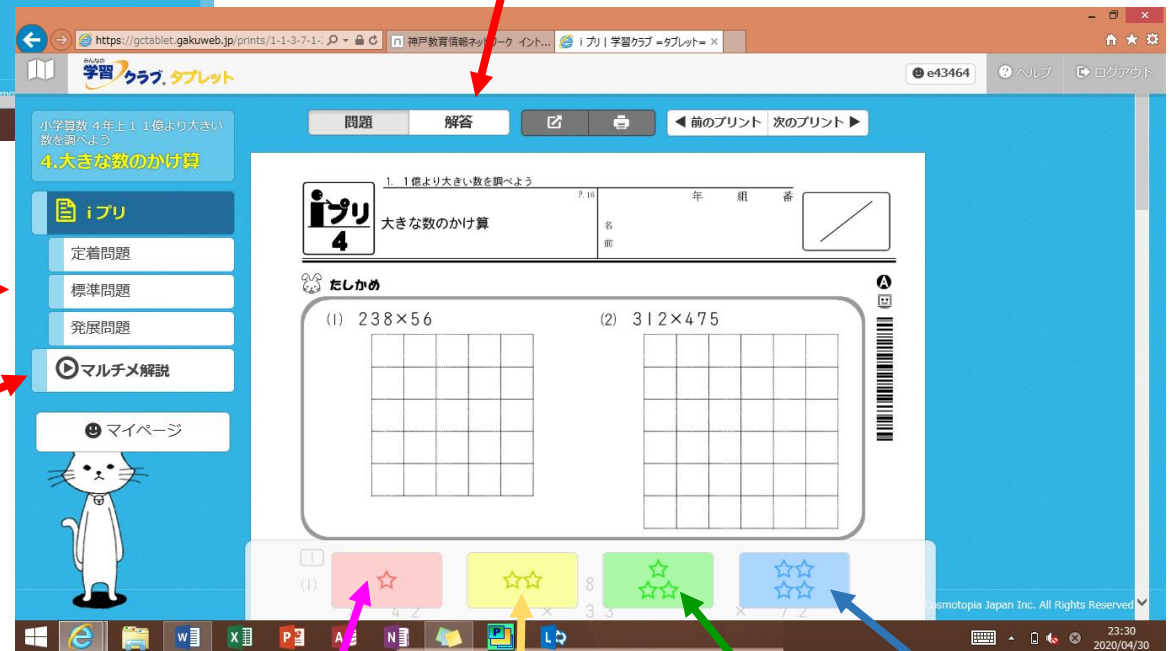 https://gctablet.gakuweb.jp/prints/1-1-3-7-1-
神戸教育情報ネットワーク イント...
i プリ | 学習クラブ =タブレット=
みんなの
学習クラブ.タブレット
e43464
ヘルプ
ログアウト
小学算数 4年上 1 1億より大きい
数を調べよう
4.大きな数のかけ算
問題
解答
◀ 前のプリント
次のプリント ▶
iプリ
定着問題
標準問題
発展問題
マルチメ解説
マイページ
1. 1億より大きい数を調べよう
iプリ
4
大きな数のかけ算
P.16
年 組 番
名
前
たしかめ
A
(1) 238×56
(2) 312×475
1
(1)
8
4 2
× 3 3
× 7 2
Cosmotopia Japan Inc. All Rights Reserved
23:30
2020/04/30